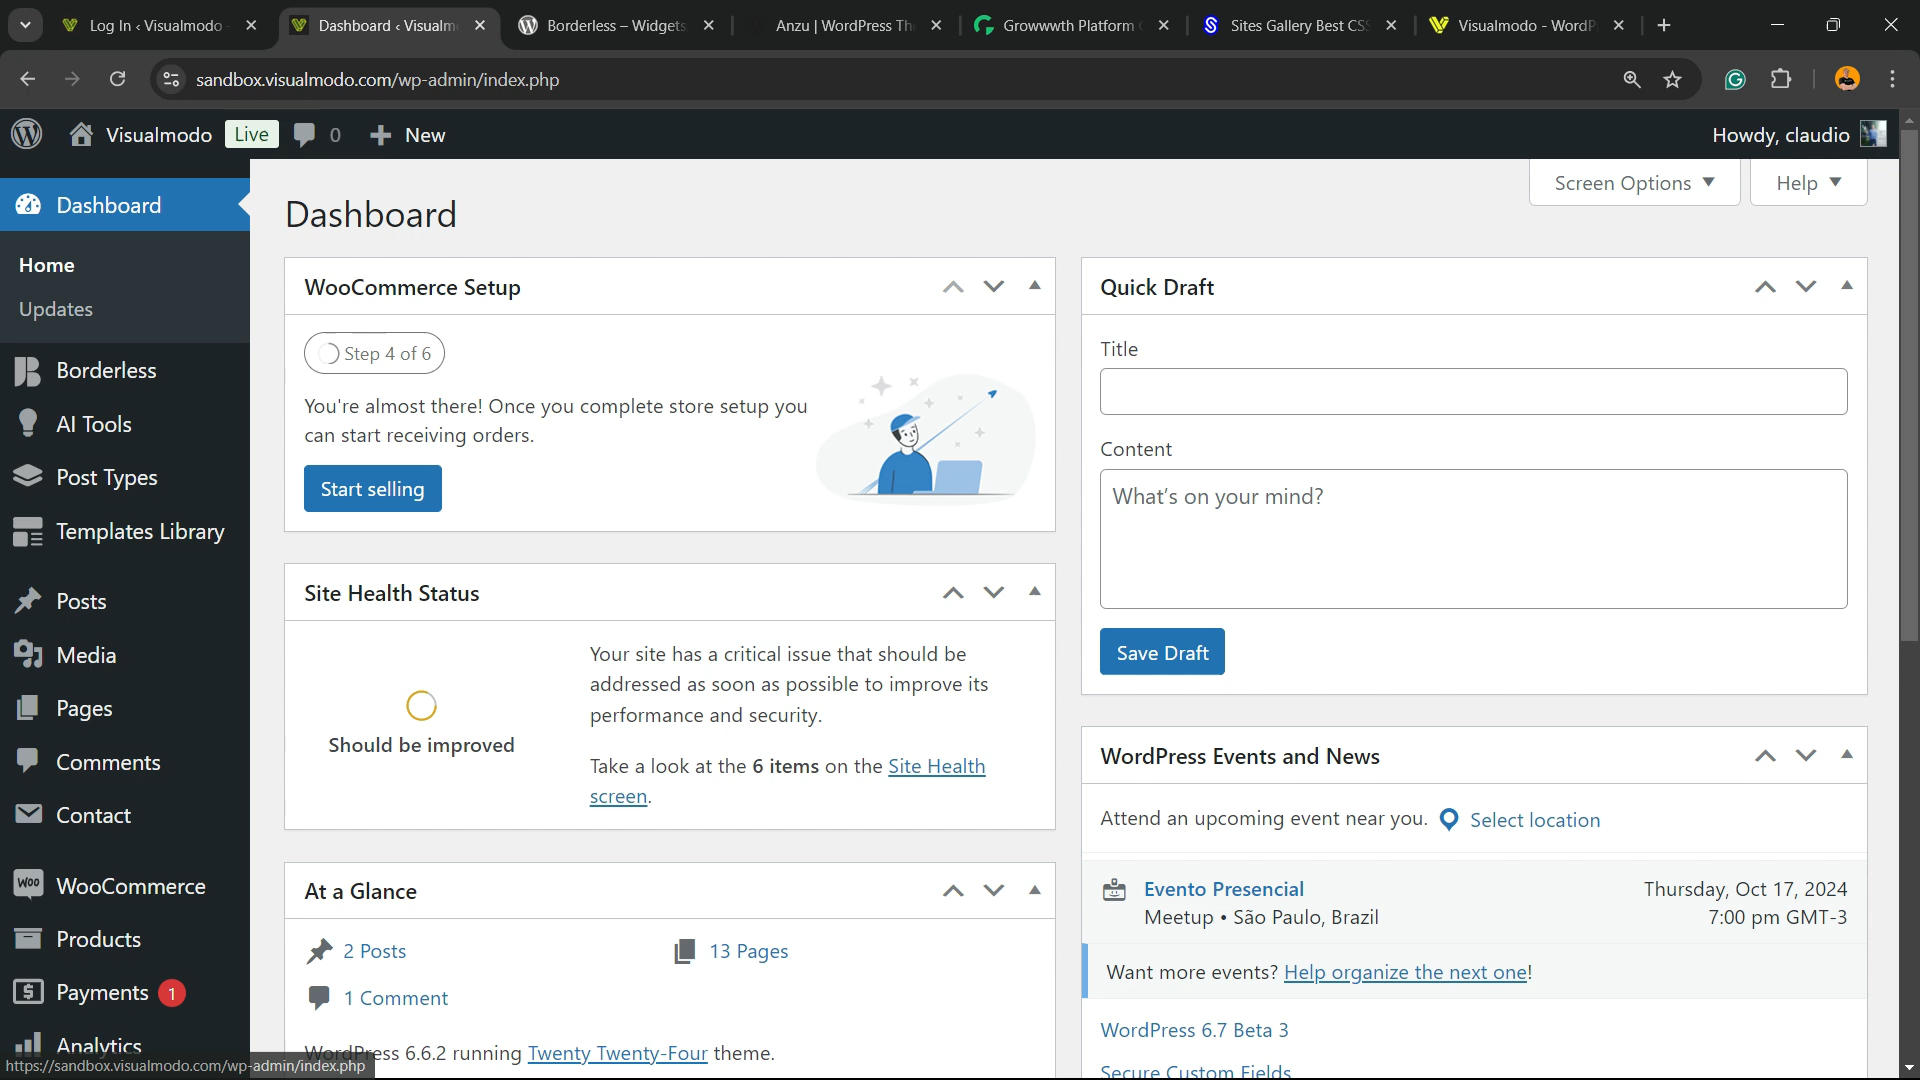 Log In ‹ Visualmodo
Dashboard ‹ Visualm
Borderless – Widgets
Anzu | WordPress Th
Growwwth Platform
Sites Gallery Best CSS
Visualmodo - WordP
sandbox.visualmodo.com/wp-admin/index.php
Visualmodo
Live
0
New
Howdy, claudio
Dashboard
Home
Updates
Borderless
AI Tools
Post Types
Templates Library
Posts
Media
Pages
Comments
Contact
WOO
WooCommerce
Products
Payments 1
Analytics
https://sandbox.visualmodo.com/wp-admin/index.php
Screen Options
Help
Dashboard
WooCommerce Setup
Step 4 of 6
You're almost there! Once you complete store setup you
can start receiving orders.
Start selling
Site Health Status
Should be improved
Your site has a critical issue that should be
addressed as soon as possible to improve its
performance and security.
Take a look at the 6 items on the Site Health
screen.
At a Glance
2 Posts
13 Pages
1 Comment
WordPress 6.6.2 running Twenty Twenty-Four theme.
Quick Draft
Title
Content
What's on your mind?
Save Draft
WordPress Events and News
Attend an upcoming event near you.
Select location
Evento Presencial
Meetup • São Paulo, Brazil
Thursday, Oct 17, 2024
7:00 pm GMT-3
Want more events? Help organize the next one!
WordPress 6.7 Beta 3
Secure Custom Fields